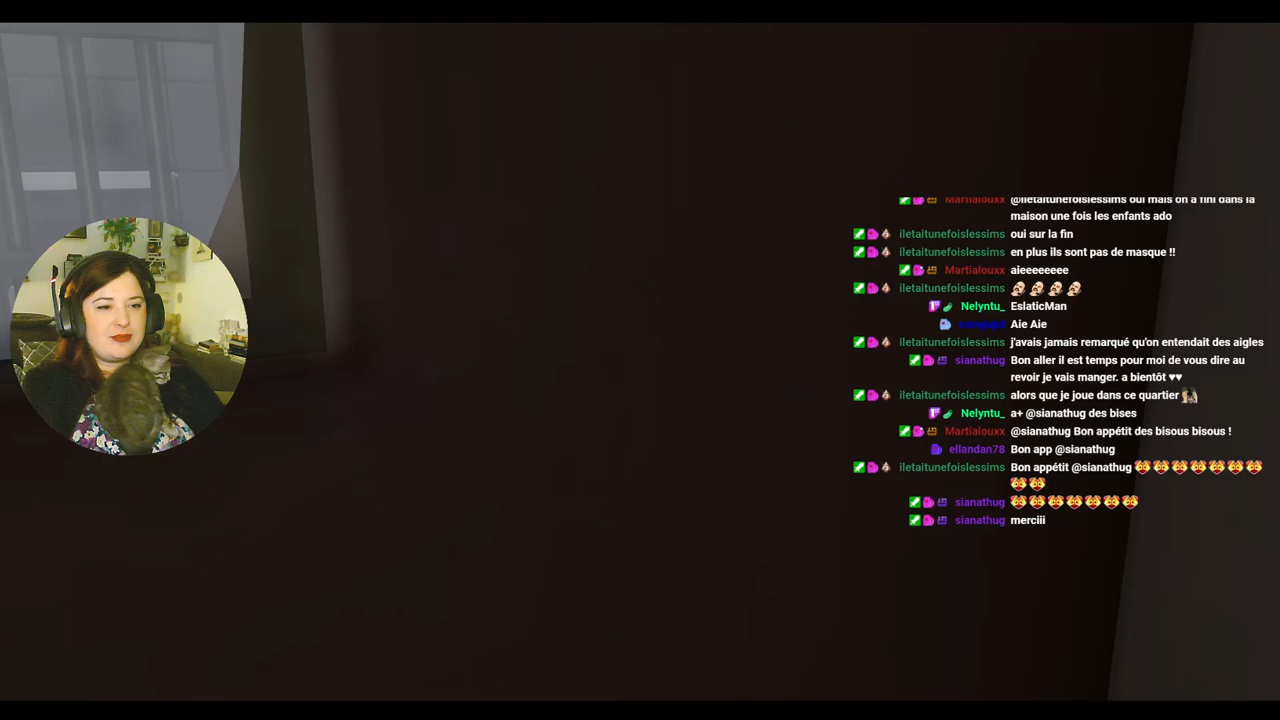 Martialouxx @iletaitunefoislessims oui mais on a fini dans la
maison une fois les enfants ado
iletaitunefoislessims oui sur la fin
iletaitunefoislessims en plus ils sont pas de masque !!
Martialouxx aieeeeeeee
iletaitunefoislessims
Nelyntu_ EslaticMan
Aie Aie
iletaitunefoislessims j'avais jamais remarqué qu'on entendait des aigles
sianathug Bon aller il est temps pour moi de vous dire au
revoir je vais manger. a bientôt ♥♥
iletaitunefoislessims alors que je joue dans ce quartier
Nelyntu_ a+ @sianathug des bises
Martialouxx @sianathug Bon appétit des bisous bisous !
ellandan78 Bon app @sianathug
iletaitunefoislessims Bon appétit @sianathug
sianathug
sianathug merciii